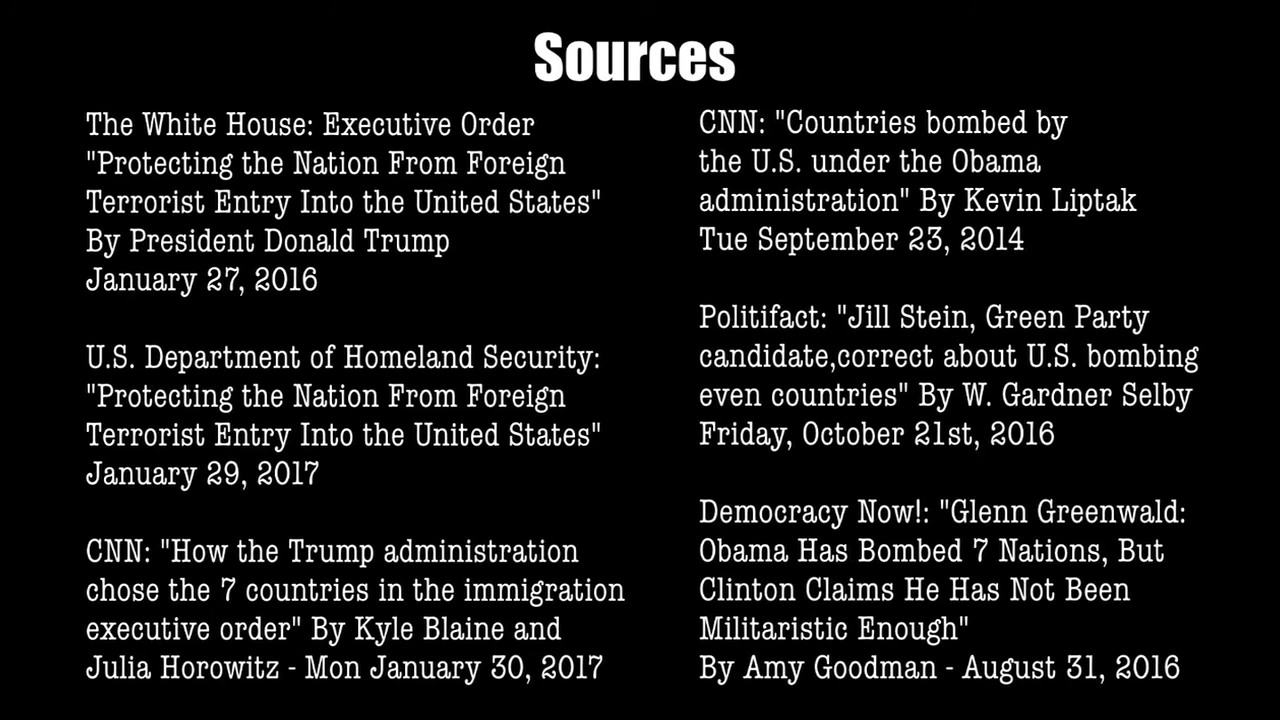 Sources
The White House: Executive Order
"Protecting the Nation From Foreign
Terrorist Entry Into the United States"
By President Donald Trump
January 27, 2016
U.S. Department of Homeland Security:
"Protecting the Nation From Foreign
Terrorist Entry Into the United States"
January 29, 2017
CNN: "How the Trump administration
chose the 7 countries in the immigration
executive order" By Kyle Blaine and
Julia Horowitz - Mon January 30, 2017
CNN: "Countries bombed by
the U.S. under the Obama
administration" By Kevin Liptak
Tue September 23, 2014
Politifact: "Jill Stein, Green Party
candidate,correct about U.S. bombing
even countries" By W. Gardner Selby
Friday, October 21st, 2016
Democracy Now!: "Glenn Greenwald:
Obama Has Bombed 7 Nations, But
Clinton Claims He Has Not Been
Militaristic Enough"
By Amy Goodman - August 31, 2016